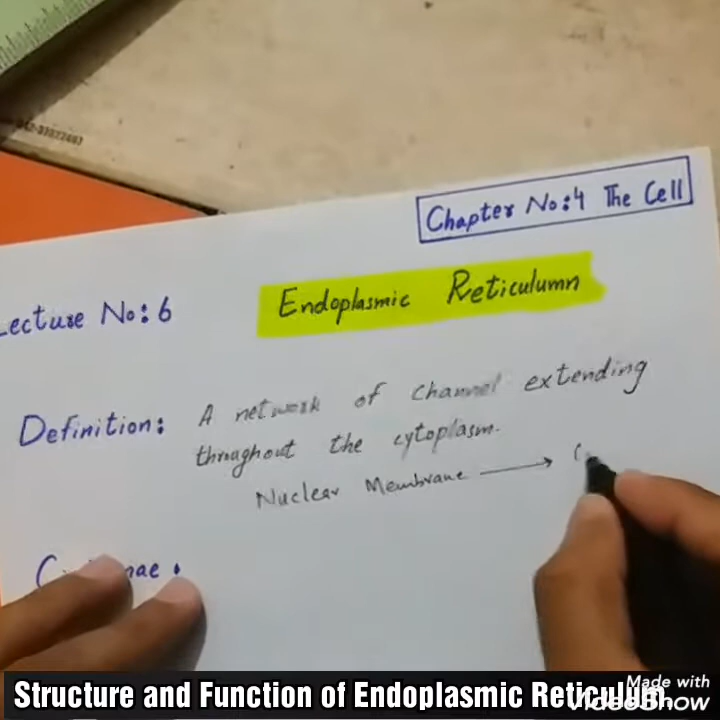 Chapter No:4 The Cell
Lecture No:6
Endoplasmic Reticulumn
Definition: A network of channel extending
throughout the cytoplasm.
Nuclear Membrane →
Structure and Function of Endoplasmic Reticulum.
Made with
VideoShow